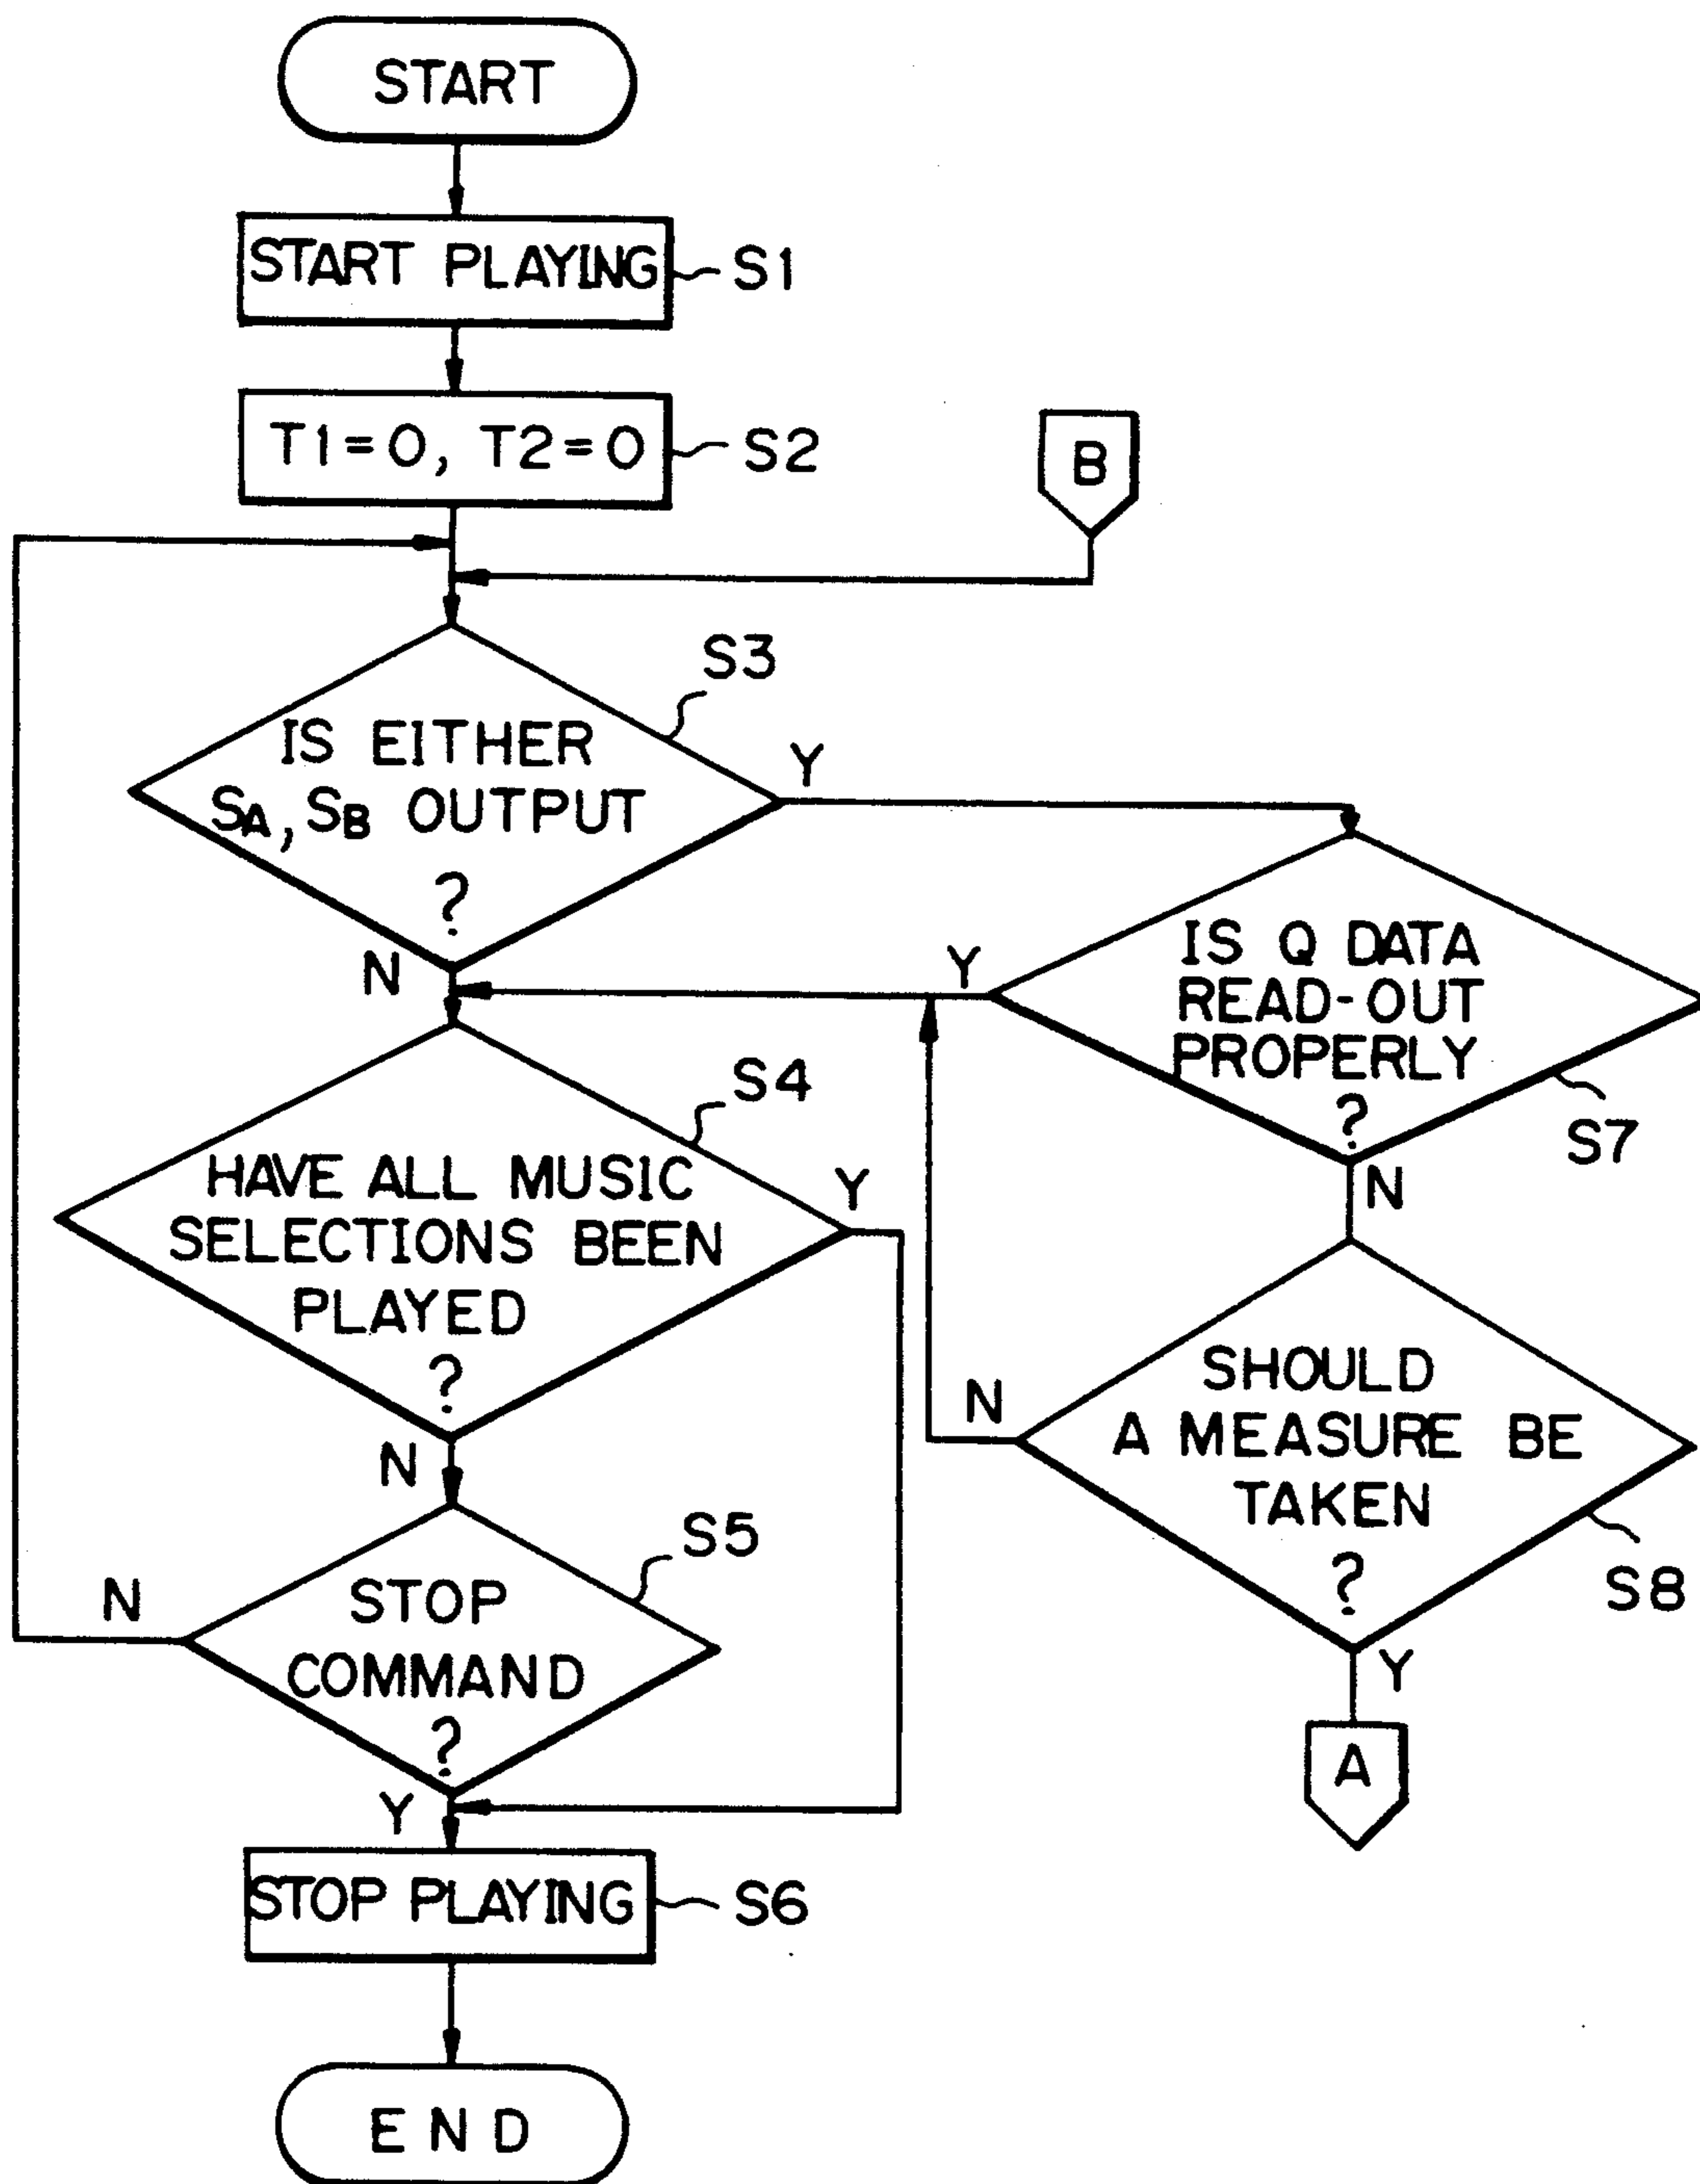 START
START PLAYING
S1
T1=0, T2=0
S2
B
S3
IS EITHER
SA, SB OUTPUT
?
Y
N
IS Q DATA
READ-OUT
PROPERLY
?
Y
S7
N
S4
HAVE ALL MUSIC
SELECTIONS BEEN
PLAYED
?
Y
N
SHOULD
A MEASURE BE
TAKEN
?
N
S8
Y
A
S5
STOP
COMMAND
?
N
Y
STOP PLAYING
S6
END